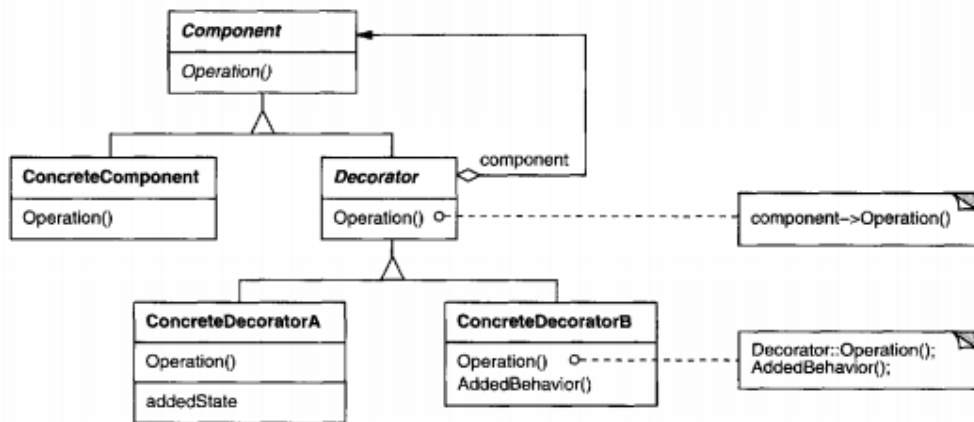 Component
Operation()
component
ConcreteComponent
Operation()
Decorator
Operation()
component->Operation()
ConcreteDecoratorA
Operation()
addedState
ConcreteDecoratorB
Operation()
AddedBehavior()
Decorator::Operation();
AddedBehavior();